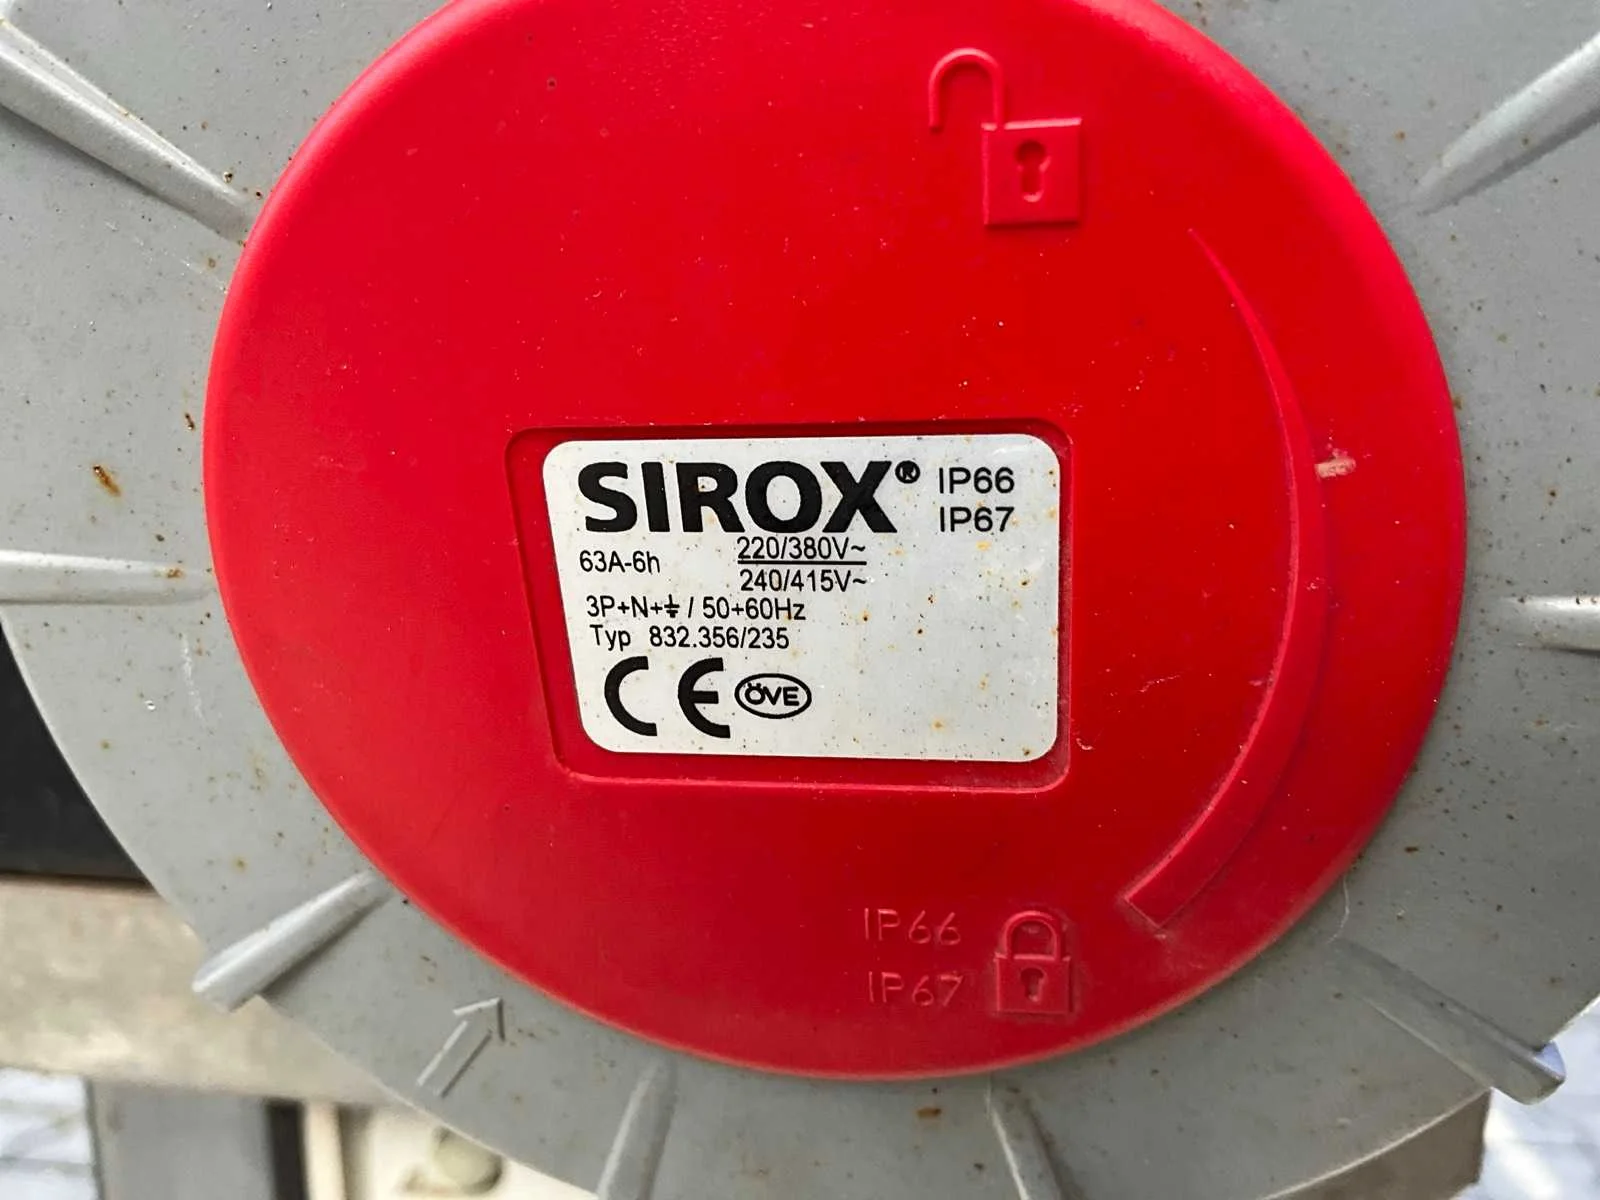 SIROX® IP66
IP67
63A-6h 220/380V~
240/415V~
3P+N+⏚ / 50+60Hz
Typ 832.356/235
CE ÖVE
IP66
IP67